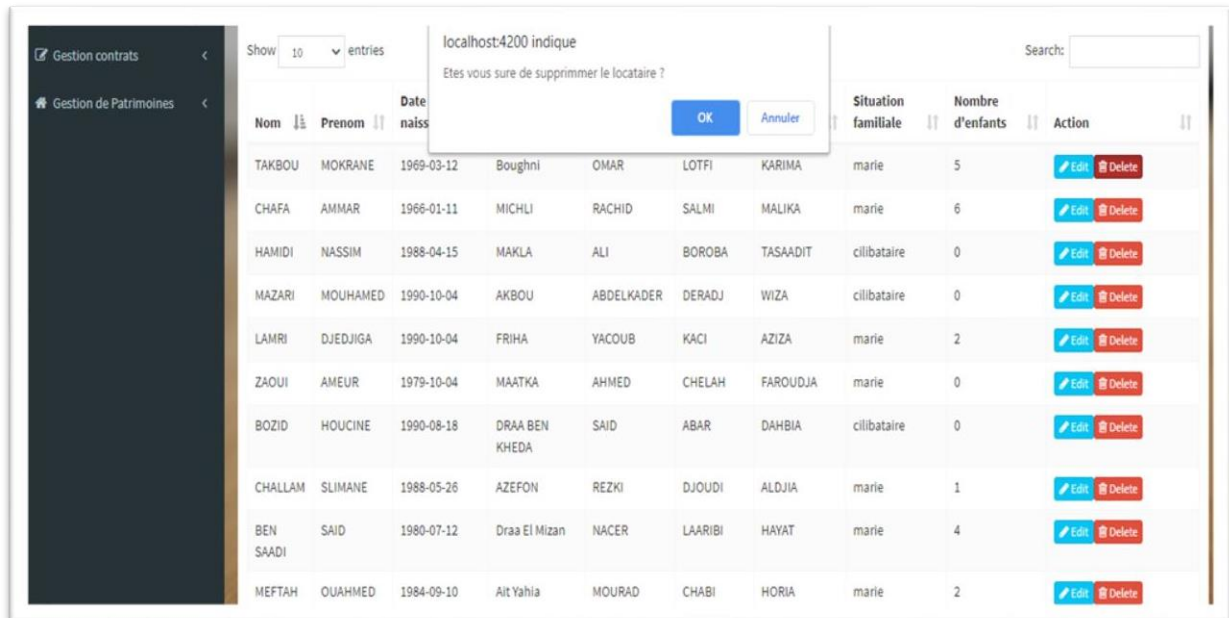 Gestion contrats
Gestion de Patrimoines
Show 10 entries
Search:
localhost:4200 indique
Etes vous sure de supprimmer le locataire ?
OK Annuler
Nom Prenom Date naiss Situation familiale Nombre d'enfants Action
TAKBOU MOKRANE 1969-03-12 Boughni OMAR LOTFI KARIMA marie 5 Edit Delete
CHAFA AMMAR 1966-01-11 MICHLI RACHID SALMI MALIKA marie 6 Edit Delete
HAMIDI NASSIM 1988-04-15 MAKLA ALI BOROBA TASAADIT cilibataire 0 Edit Delete
MAZARI MOUHAMED 1990-10-04 AKBOU ABDELKADER DERADJ WIZA cilibataire 0 Edit Delete
LAMRI DJEDJIGA 1990-10-04 FRIHA YACOUB KACI AZIZA marie 2 Edit Delete
ZAOUI AMEUR 1979-10-04 MAATKA AHMED CHELAH FAROUDJA marie 0 Edit Delete
BOZID HOUCINE 1990-08-18 DRAA BEN KHEDA SAID ABAR DAHBIA cilibataire 0 Edit Delete
CHALLAM SLIMANE 1988-05-26 AZEFON REZKI DJOUDI ALDJIA marie 1 Edit Delete
BEN SAADI SAID 1980-07-12 Draa El Mizan NACER LAARIBI HAYAT marie 4 Edit Delete
MEFTAH OUAHMED 1984-09-10 Ait Yahia MOURAD CHABI HORIA marie 2 Edit Delete